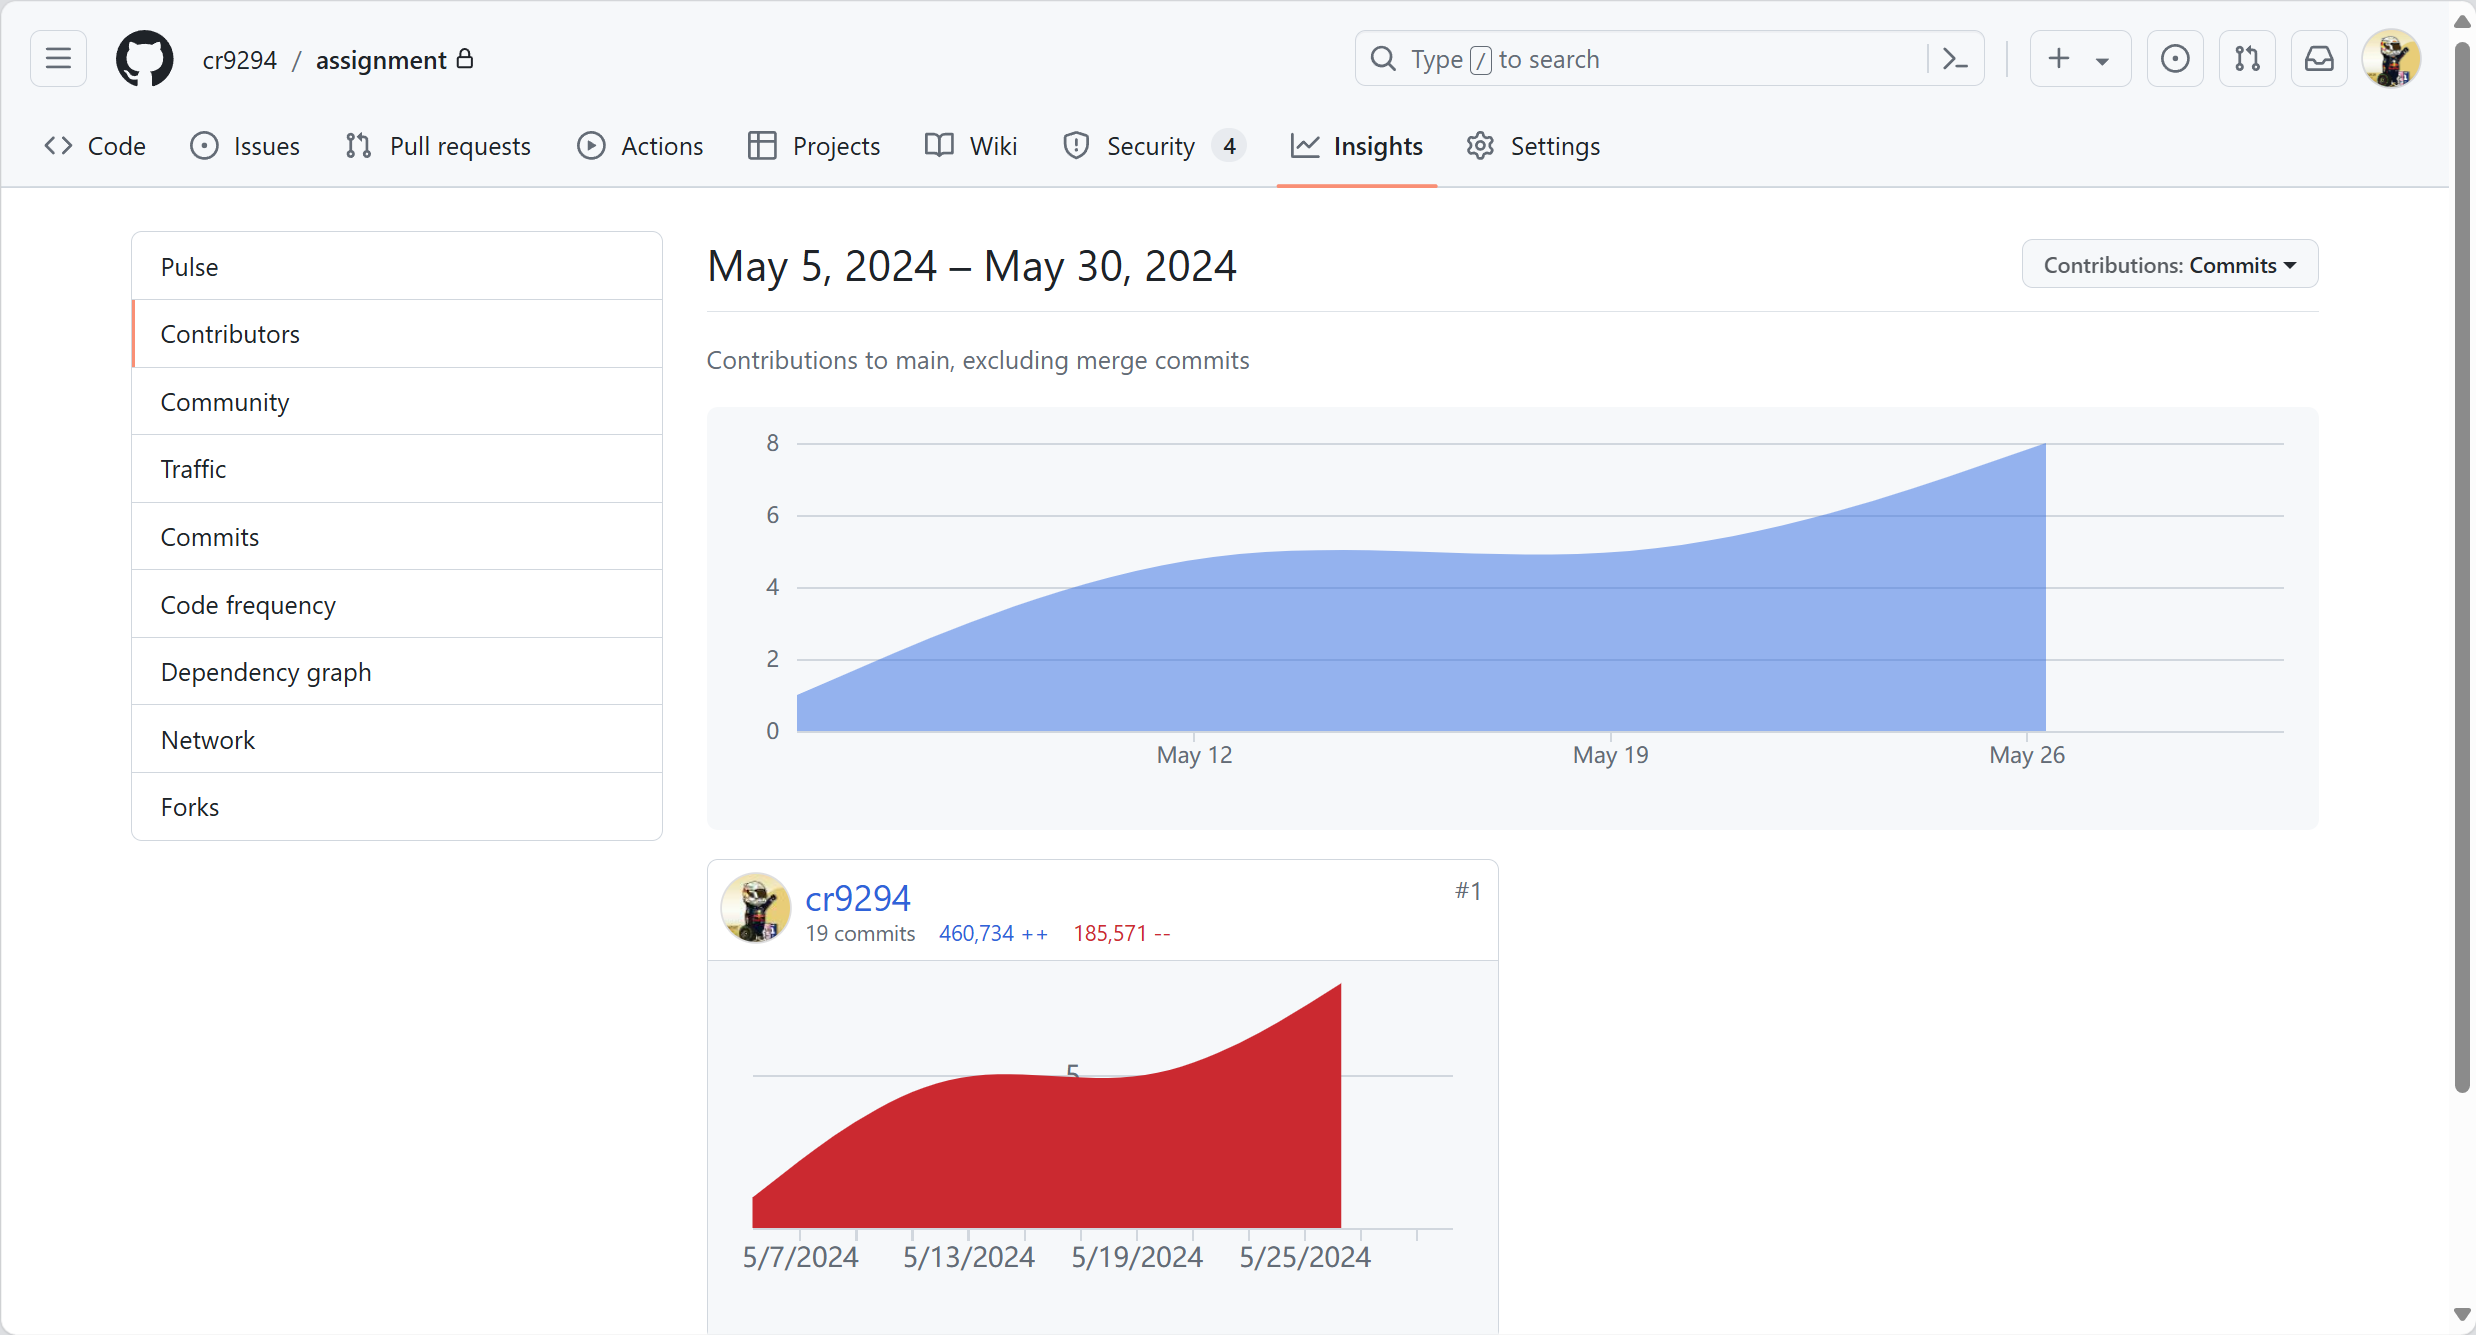 cr9294 / assignment
Type / to search
Code Issues Pull requests Actions Projects Wiki Security 4 Insights Settings
Pulse
Contributors
Community
Traffic
Commits
Code frequency
Dependency graph
Network
Forks
May 5, 2024 – May 30, 2024
Contributions: Commits
Contributions to main, excluding merge commits
8
6
4
2
0
May 12 May 19 May 26
cr9294 #1
19 commits 460,734 ++ 185,571 --
5
5/7/2024 5/13/2024 5/19/2024 5/25/2024